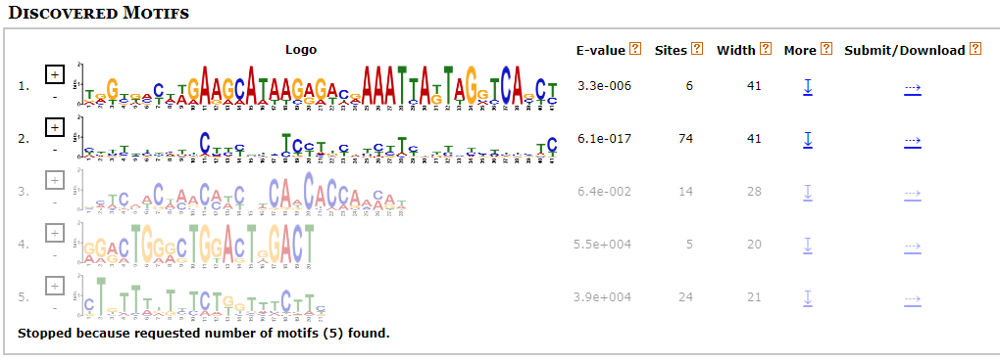 DISCOVERED MOTIFS
Logo E-value ? Sites ? Width ? More ? Submit/Download ?
1. + - 3.3e-006 6 41
2. + - 6.1e-017 74 41
3. + - 6.4e-002 14 28
4. + - 5.5e+004 5 20
5. + - 3.9e+004 24 21
Stopped because requested number of motifs (5) found.